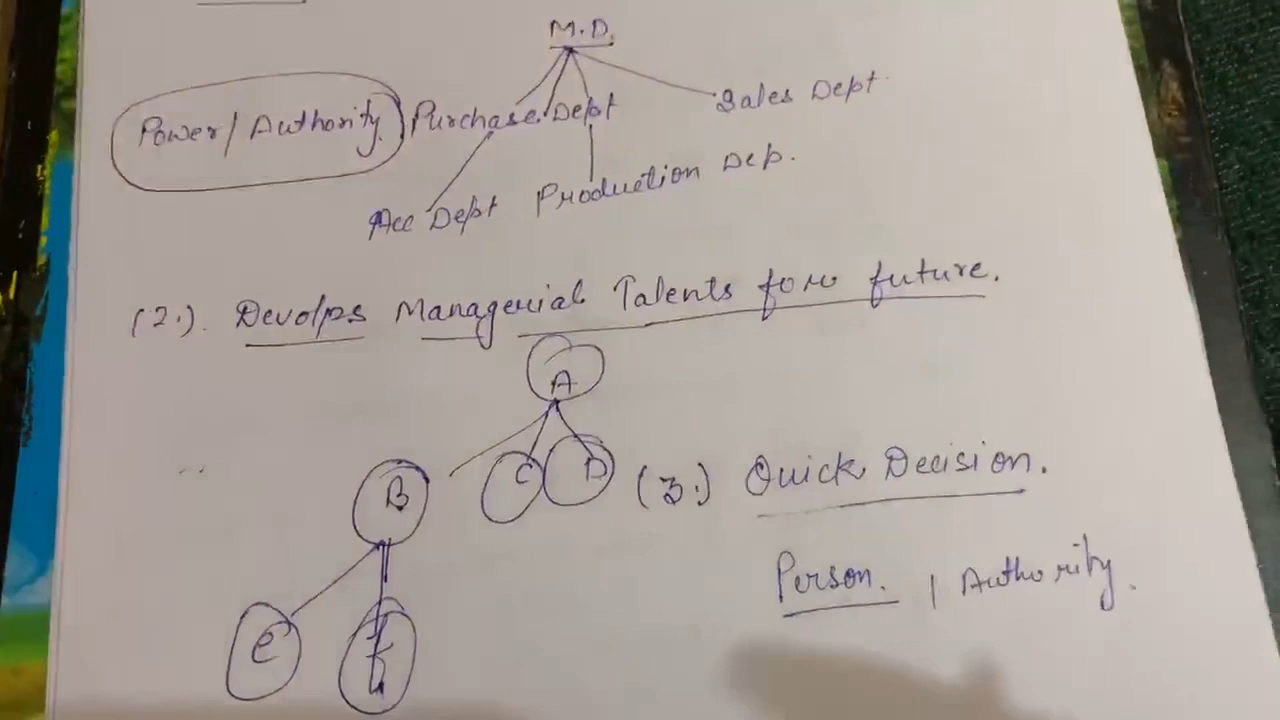 M.D.
Power/Authority. Purchase Dept Sales Dept
Acc Dept Production Dep.
(2.). Devolps Managerial Talents for future.
A
B C D (3.) Quick Decision.
Person. / Authority.
e f